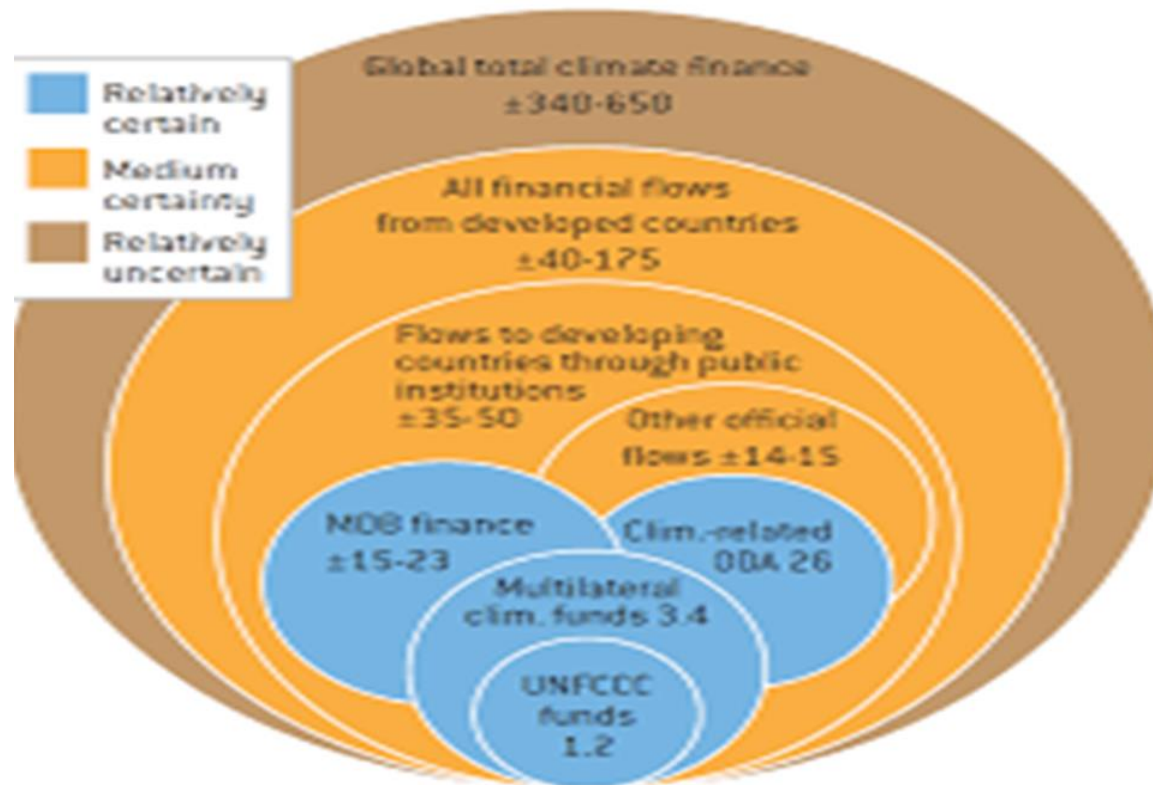 Relatively
certain
Medium
certainty
Relatively
uncertain
Global total climate finance
±340-650
All financial flows
from developed countries
±40-175
Flows to developing
countries through public
institutions
±35-50
Other official
flows ±14-15
MDB finance
±15-23
Clim.-related
ODA 26
Multilateral
clim. funds 3.4
UNFCCC
funds
1.2